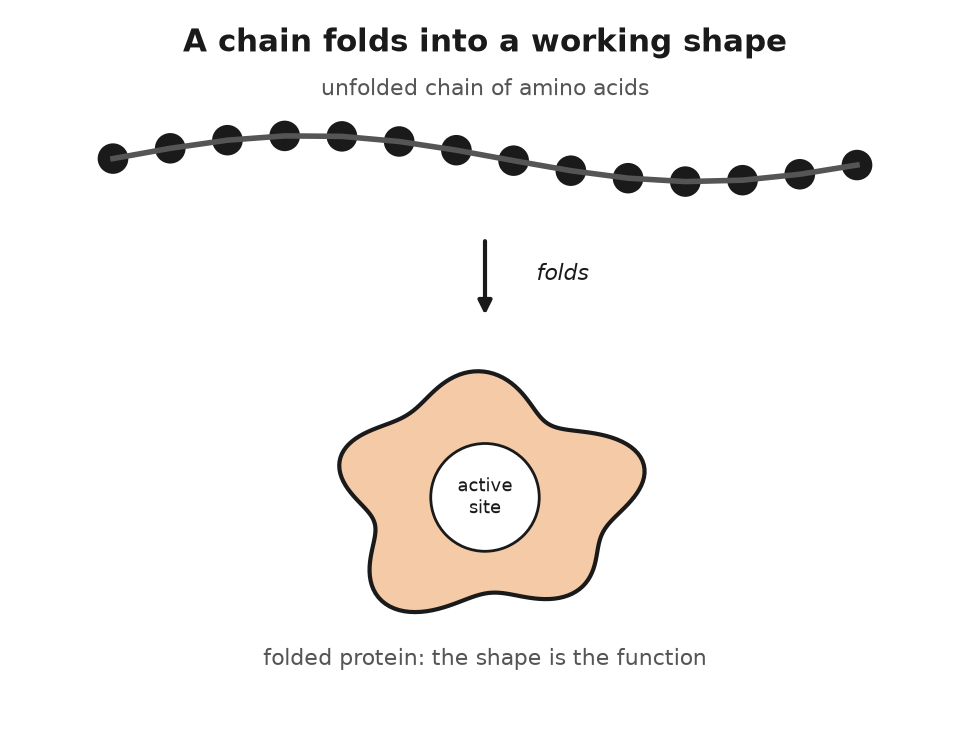 A chain folds into a working shape
unfolded chain of amino acids
folds
active
site
folded protein: the shape is the function